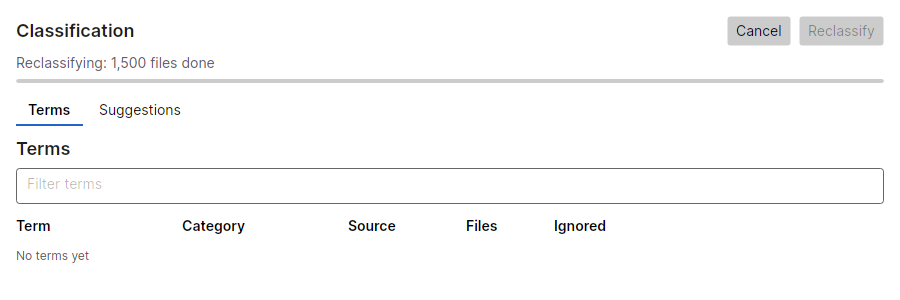 Classification
Cancel
Reclassify
Reclassifying: 1,500 files done
Terms
Suggestions
Terms
Filter terms
Term
Category
Source
Files
Ignored
No terms yet